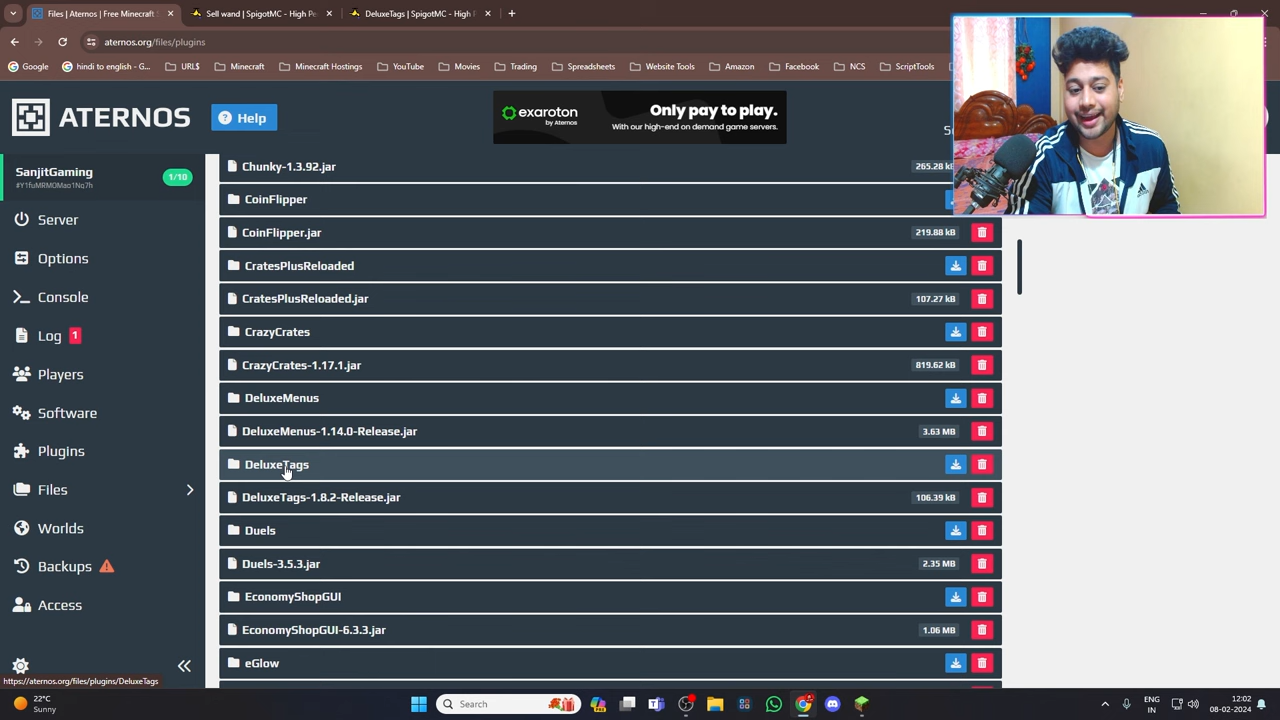 Files | Aternos | Free Minecraft S
Sell wand | SpigotMC - High P
DeluxeTags | SpigotMC - High P
aternos.org/files/plugins
Google
hindi to english - G...
URL$
Minecraft
YouTube
Movies
Trading
Spreadsheets
Website Tools
Amazon
Facebook
NCS
ScriptTools
ATERNOS
Help
exaroton
by Aternos
Only pay to play.
With our high-end on demand game servers.
SanjitGaming
1/10
Server
Options
Console
Log
1
Players
Software
Plugins
Files
Worlds
Backups
Access
Chunky-1.3.92.jar
265.28 k
CoinFlipper
CoinFlipper.jar
219.88 kB
CratesPlusReloaded
CratesPlusReloaded.jar
107.27 kB
CrazyCrates
CrazyCrates-1.17.1.jar
819.62 kB
DeluxeMenus
DeluxeMenus-1.14.0-Release.jar
3.63 MB
DeluxeTags
DeluxeTags-1.8.2-Release.jar
106.39 kB
Duels
Duels-3.5.3.jar
2.35 MB
EconomyShopGUI
EconomyShopGUI-6.3.3.jar
1.06 MB
eGlow
https://aternos.org/files/plugins/DeluxeTags
22°C
Sunny
Search
ENG
IN
12:02
08-02-2024